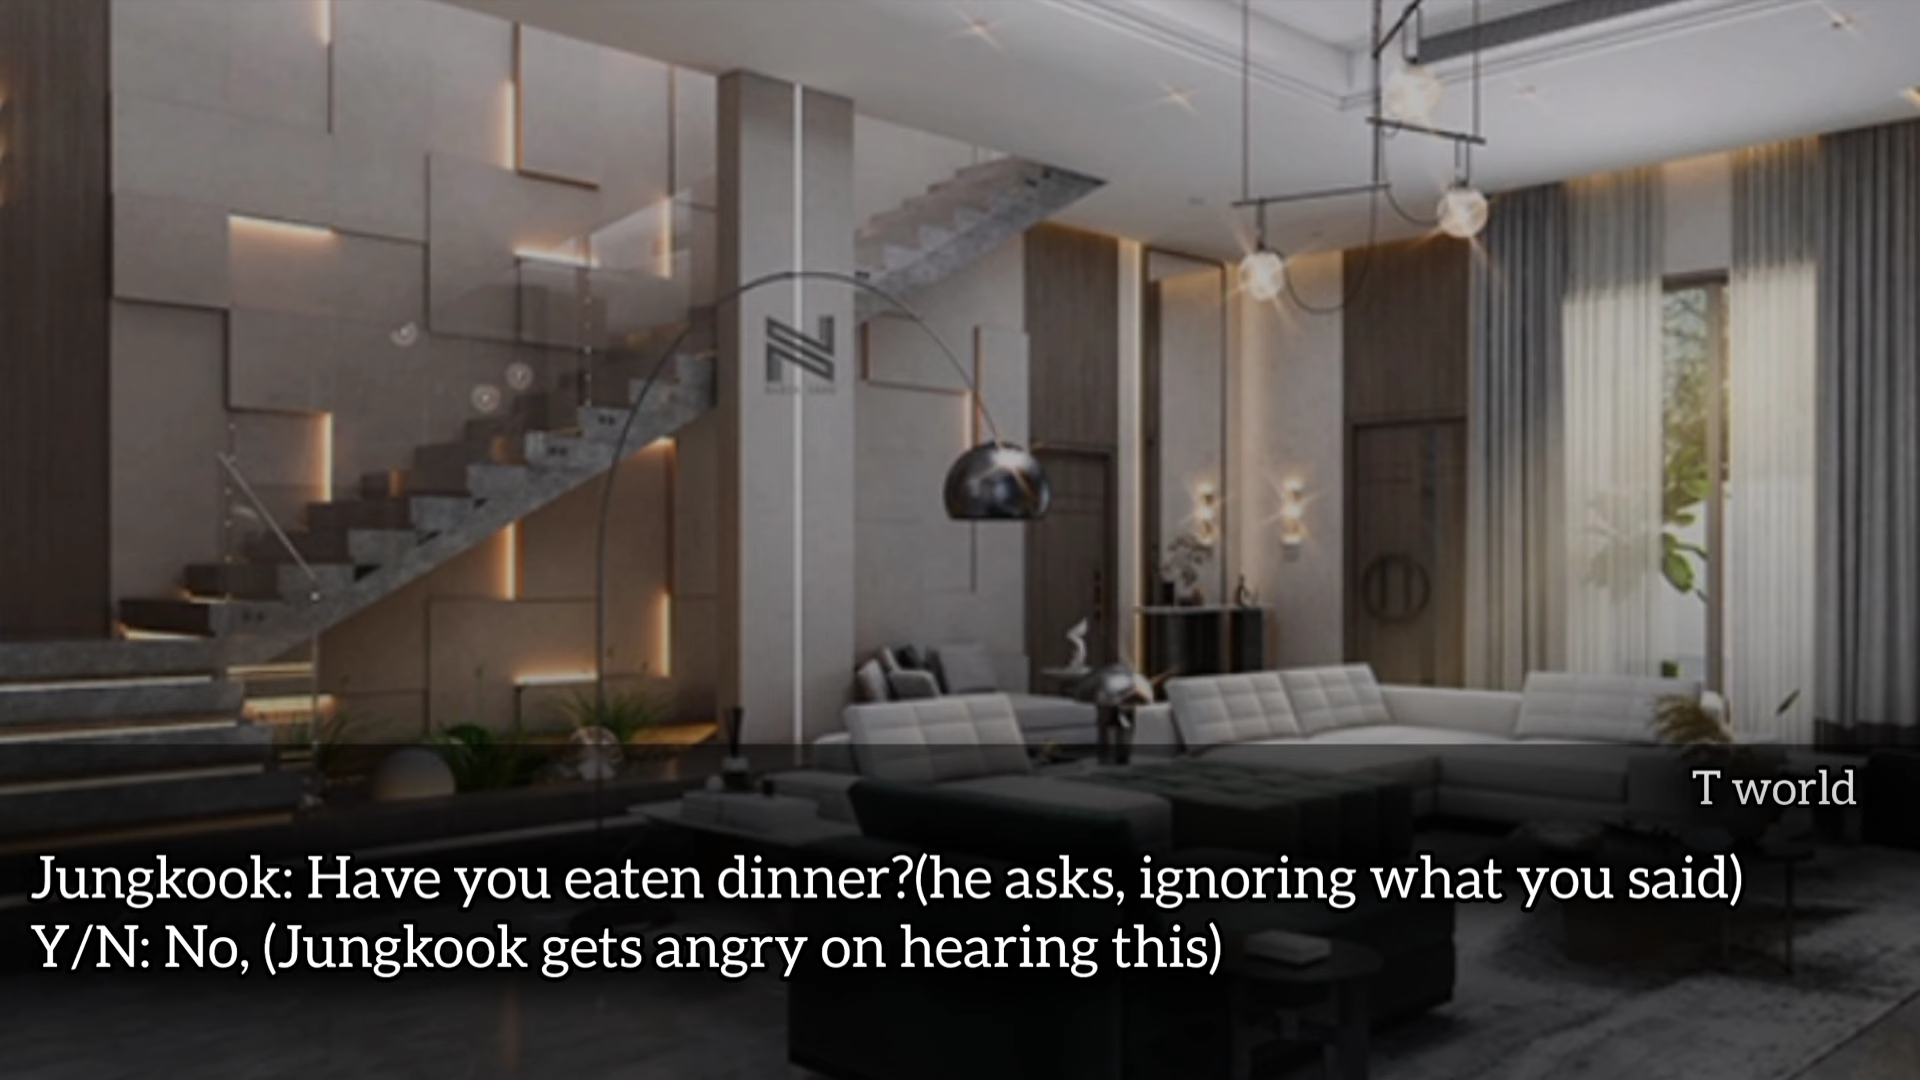 T world
Jungkook: Have you eaten dinner?(he asks, ignoring what you said)
Y/N: No, (Jungkook gets angry on hearing this)